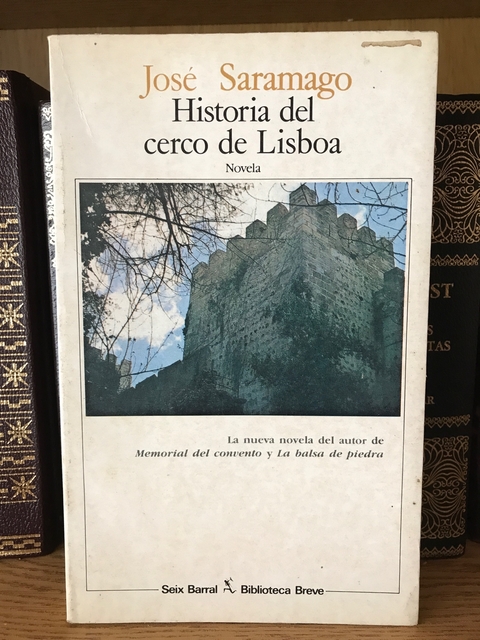 José Saramago
Historia del
cerco de Lisboa
Novela
La nueva novela del autor de
Memorial del convento y La balsa de piedra
Seix Barral Biblioteca Breve